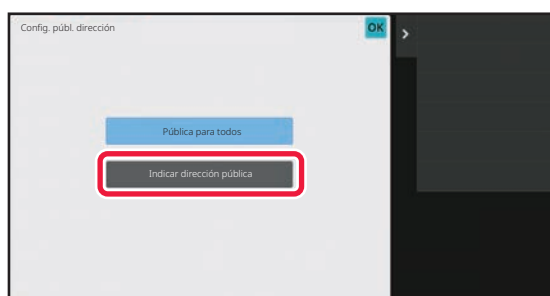 Config. públ. dirección
OK
Pública para todos
Indicar dirección pública